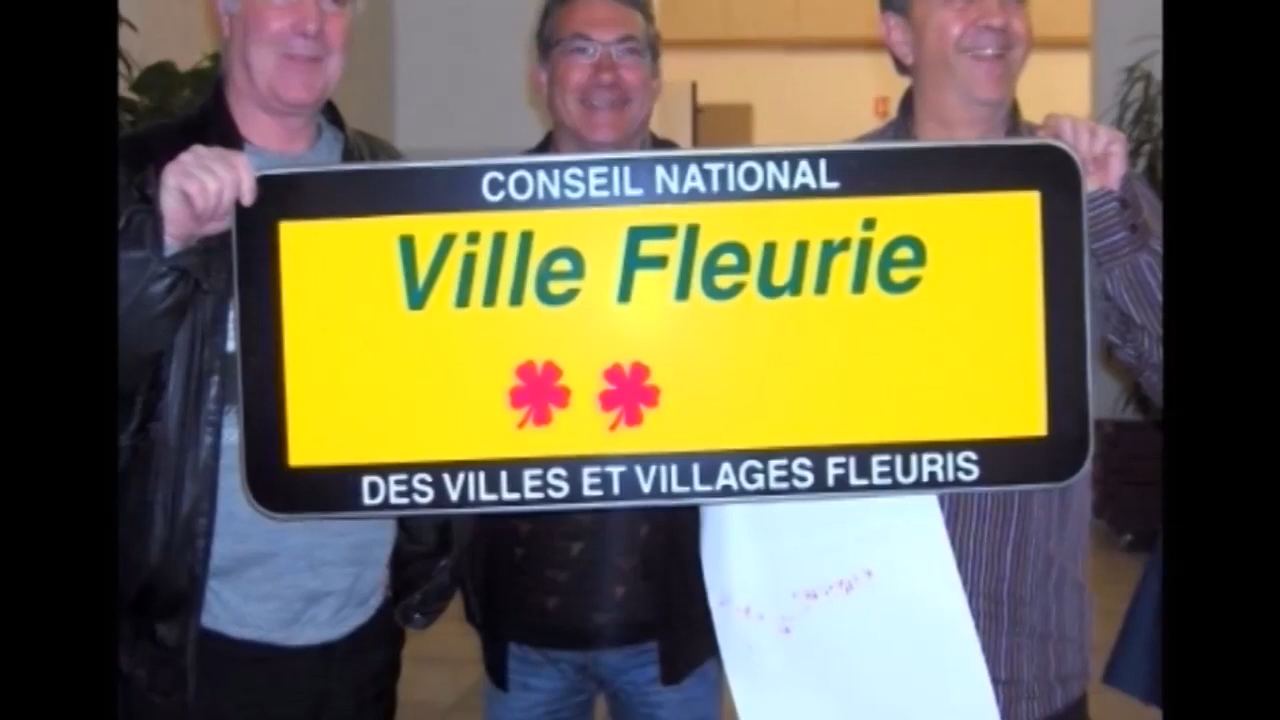 CONSEIL NATIONAL
Ville Fleurie
DES VILLES ET VILLAGES FLEURIS